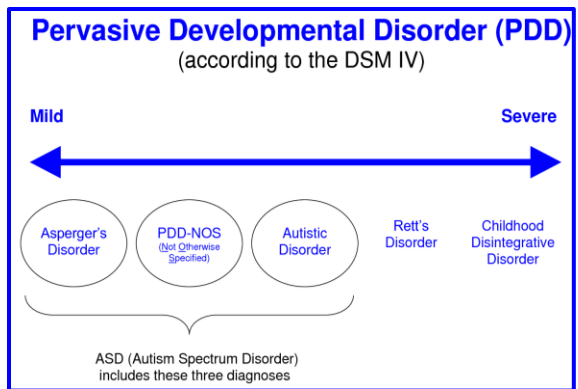 Pervasive Developmental Disorder (PDD)
(according to the DSM IV)
Mild Severe
Asperger's
Disorder
PDD-NOS
(Not Otherwise
Specified)
Autistic
Disorder
Rett's
Disorder
Childhood
Disintegrative
Disorder
ASD (Autism Spectrum Disorder)
includes these three diagnoses